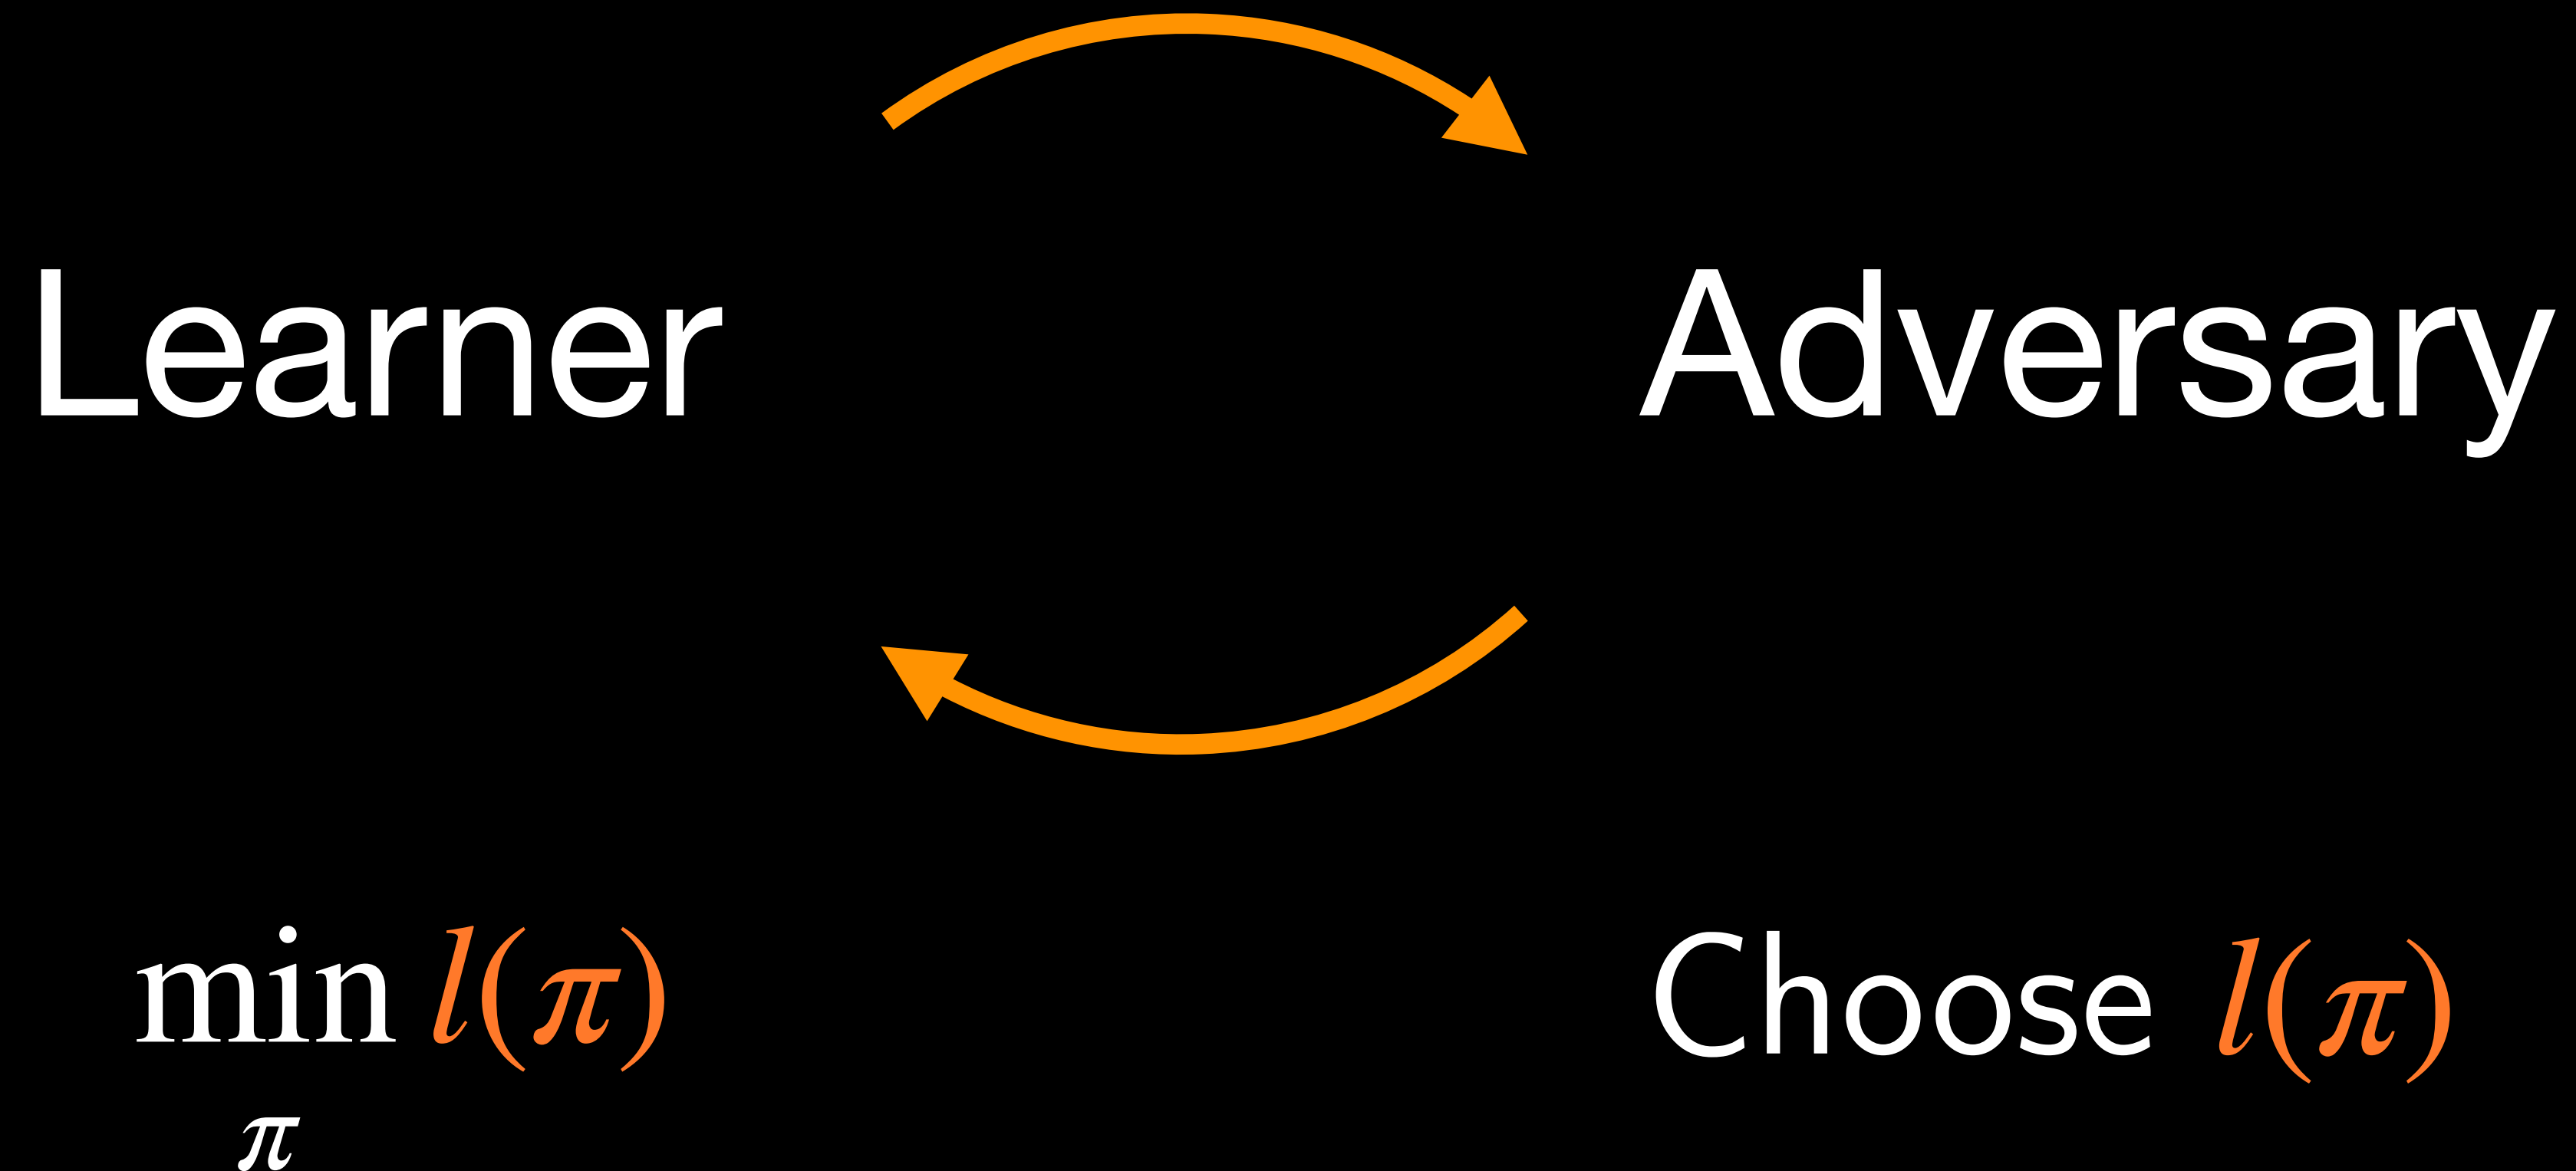 Learner
Adversary
min l(π)
π
Choose l(π)